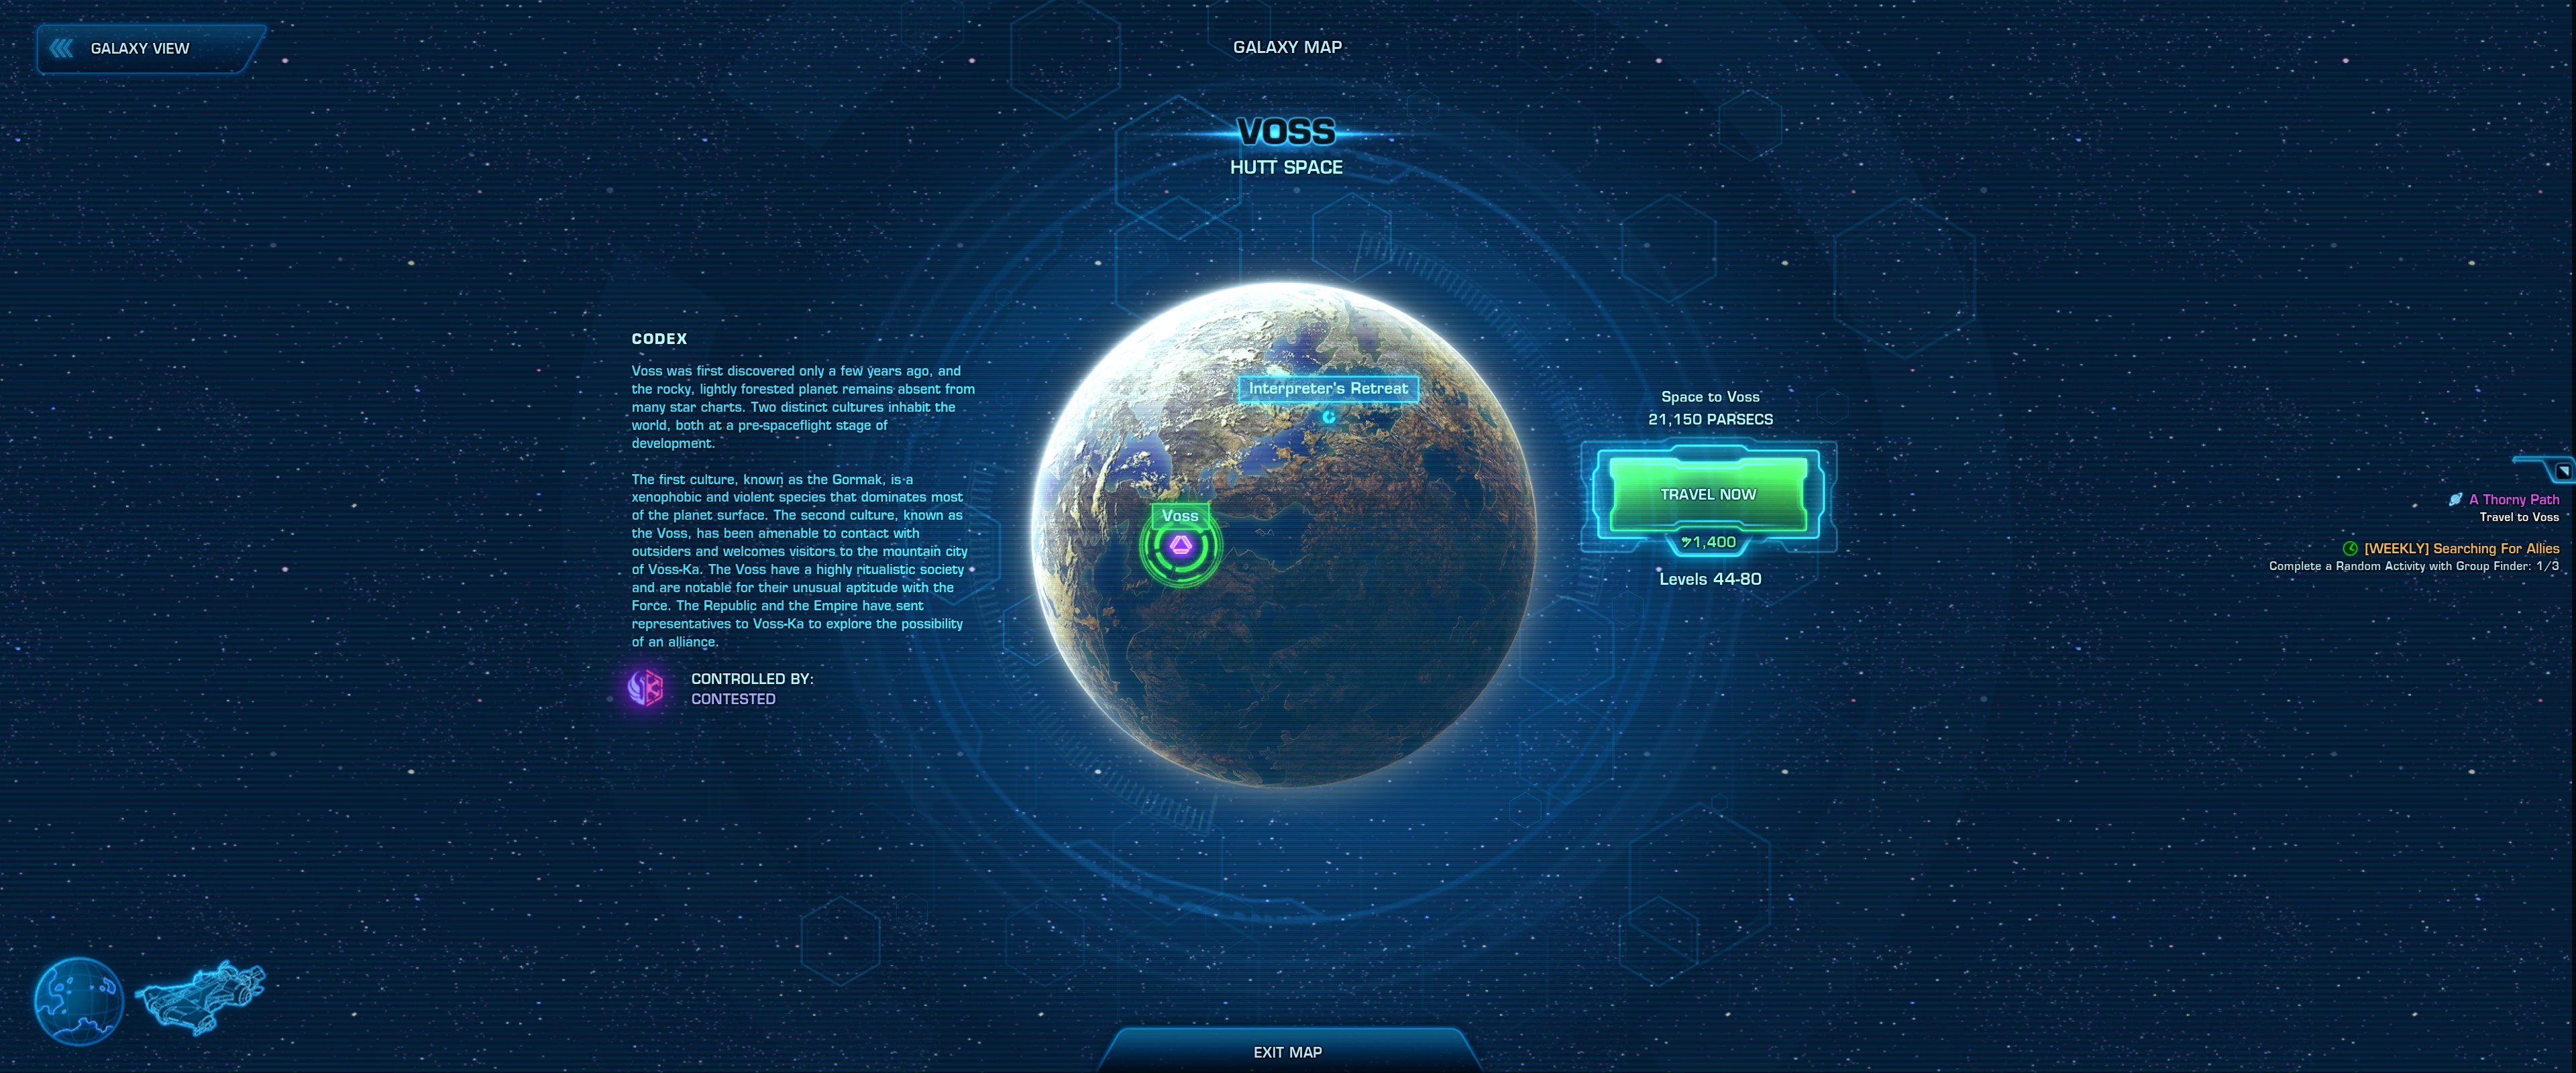 GALAXY VIEW
GALAXY MAP
VOSS
HUTT SPACE
CODEX
Voss was first discovered only a few years ago, and
the rocky, lightly forested planet remains absent from
many star charts. Two distinct cultures inhabit the
world, both at a pre-spaceflight stage of
development.
The first culture, known as the Gormak, is a
xenophobic and violent species that dominates most
of the planet surface. The second culture, known as
the Voss, has been amenable to contact with
outsiders and welcomes visitors to the mountain city
of Voss-Ka. The Voss have a highly ritualistic society
and are notable for their unusual aptitude with the
Force. The Republic and the Empire have sent
representatives to Voss-Ka to explore the possibility
of an alliance.
CONTROLLED BY:
CONTESTED
Interpreter's Retreat
Voss
Space to Voss
21,150 PARSECS
TRAVEL NOW
1,400
Levels 44-80
A Thorny Path
Travel to Voss
[WEEKLY] Searching For Allies
Complete a Random Activity with Group Finder: 1/3
EXIT MAP